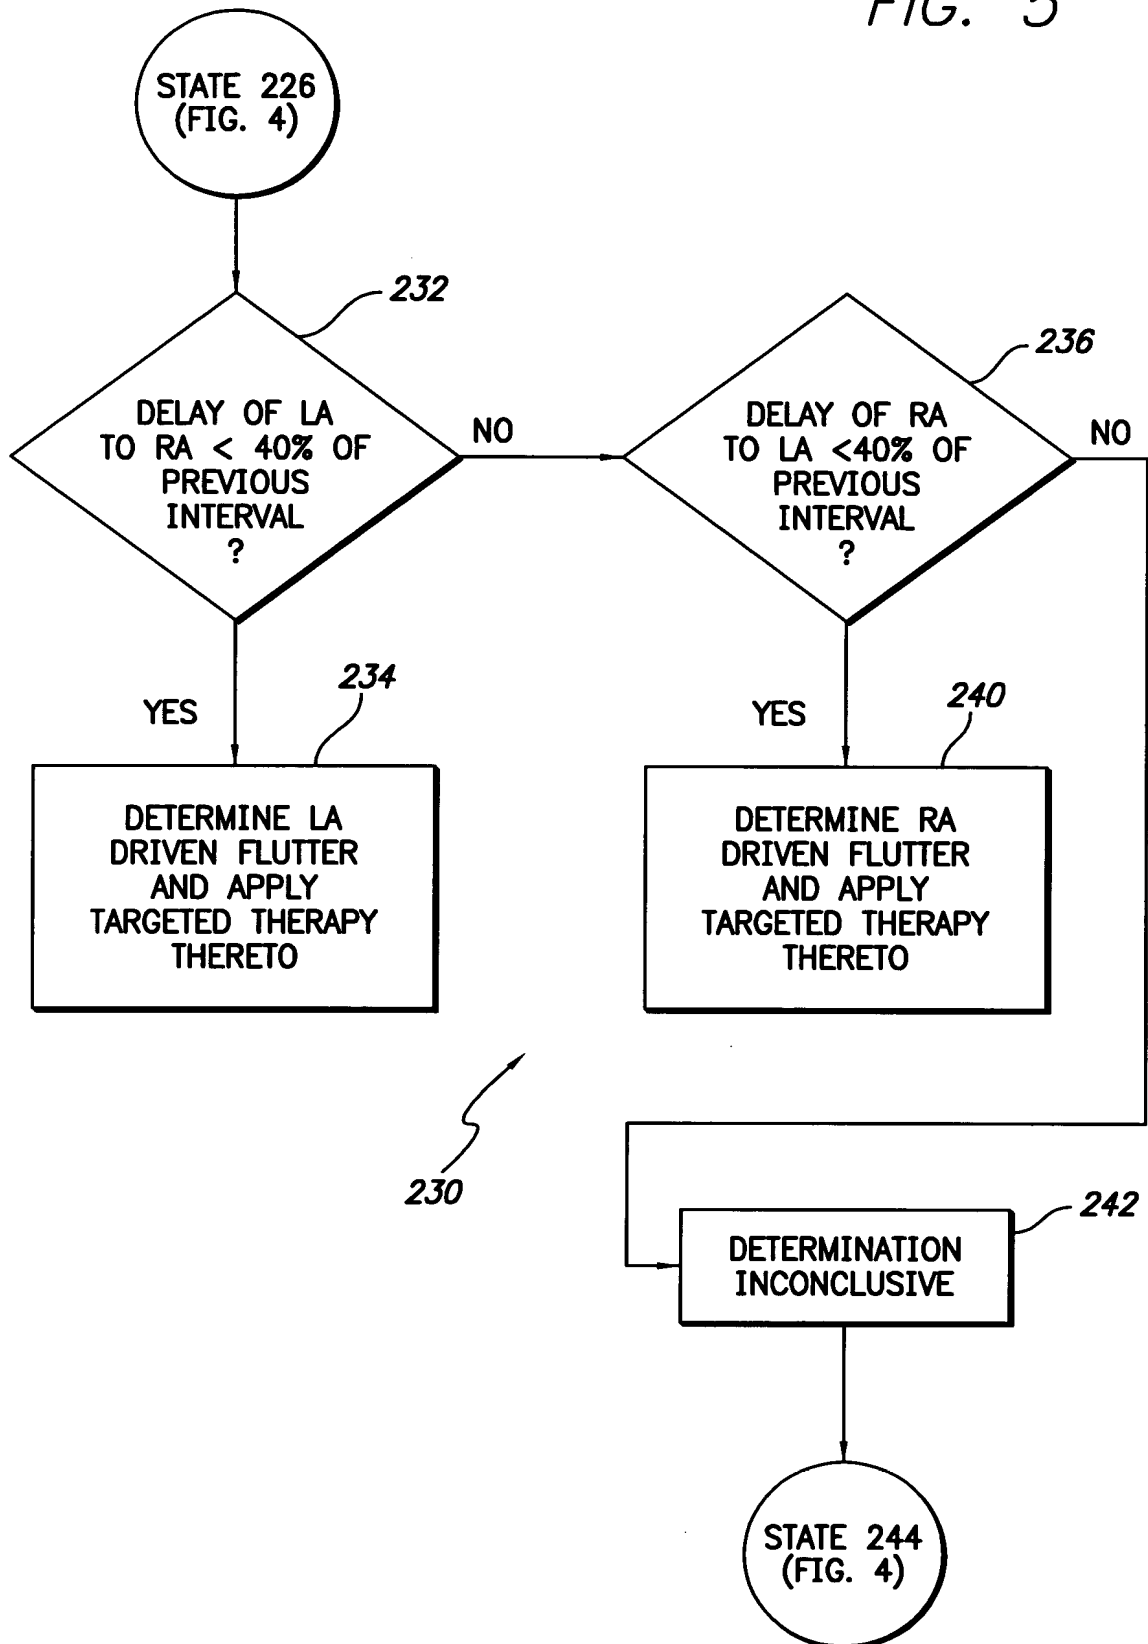 FIG. 5
STATE 226
(FIG. 4)
232
DELAY OF LA
TO RA < 40% OF
PREVIOUS
INTERVAL
?
NO
236
DELAY OF RA
TO LA <40% OF
PREVIOUS
INTERVAL
?
NO
YES
234
DETERMINE LA
DRIVEN FLUTTER
AND APPLY
TARGETED THERAPY
THERETO
YES
240
DETERMINE RA
DRIVEN FLUTTER
AND APPLY
TARGETED THERAPY
THERETO
230
242
DETERMINATION
INCONCLUSIVE
STATE 244
(FIG. 4)